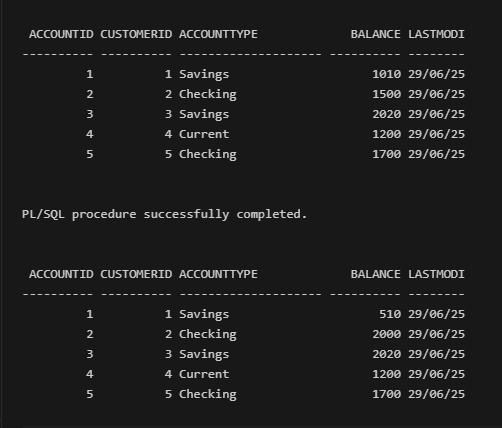 ACCOUNTID CUSTOMERID ACCOUNTTYPE             BALANCE LASTMODI
---------- ---------- -------------------- ---------- --------
         1          1 Savings                    1010 29/06/25
         2          2 Checking                   1500 29/06/25
         3          3 Savings                    2020 29/06/25
         4          4 Current                    1200 29/06/25
         5          5 Checking                   1700 29/06/25
PL/SQL procedure successfully completed.
ACCOUNTID CUSTOMERID ACCOUNTTYPE             BALANCE LASTMODI
---------- ---------- -------------------- ---------- --------
         1          1 Savings                     510 29/06/25
         2          2 Checking                   2000 29/06/25
         3          3 Savings                    2020 29/06/25
         4          4 Current                    1200 29/06/25
         5          5 Checking                   1700 29/06/25